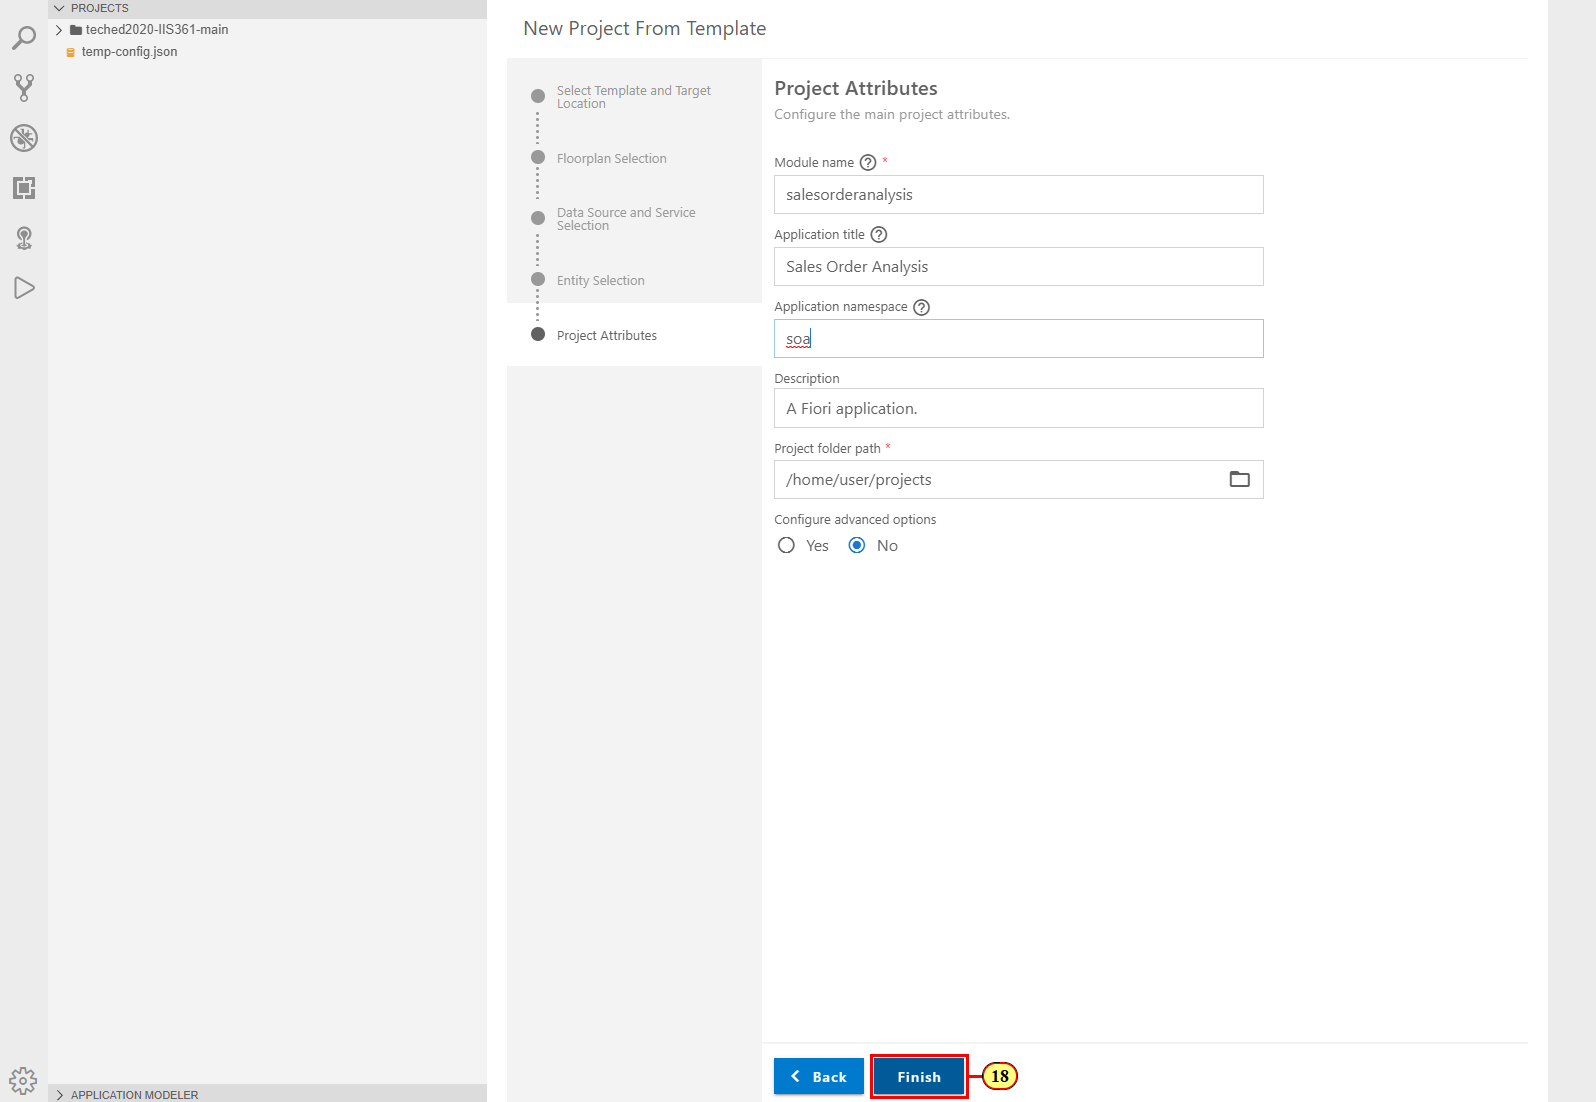 PROJECTS
teched2020-IIS361-main
temp-config.json
APPLICATION MODELER
New Project From Template
Select Template and Target
Location
Floorplan Selection
Data Source and Service
Selection
Entity Selection
Project Attributes
Project Attributes
Configure the main project attributes.
Module name ? *
salesorderanalysis
Application title ?
Sales Order Analysis
Application namespace ?
soa
Description
A Fiori application.
Project folder path *
/home/user/projects
Configure advanced options
Yes No
Back Finish 18